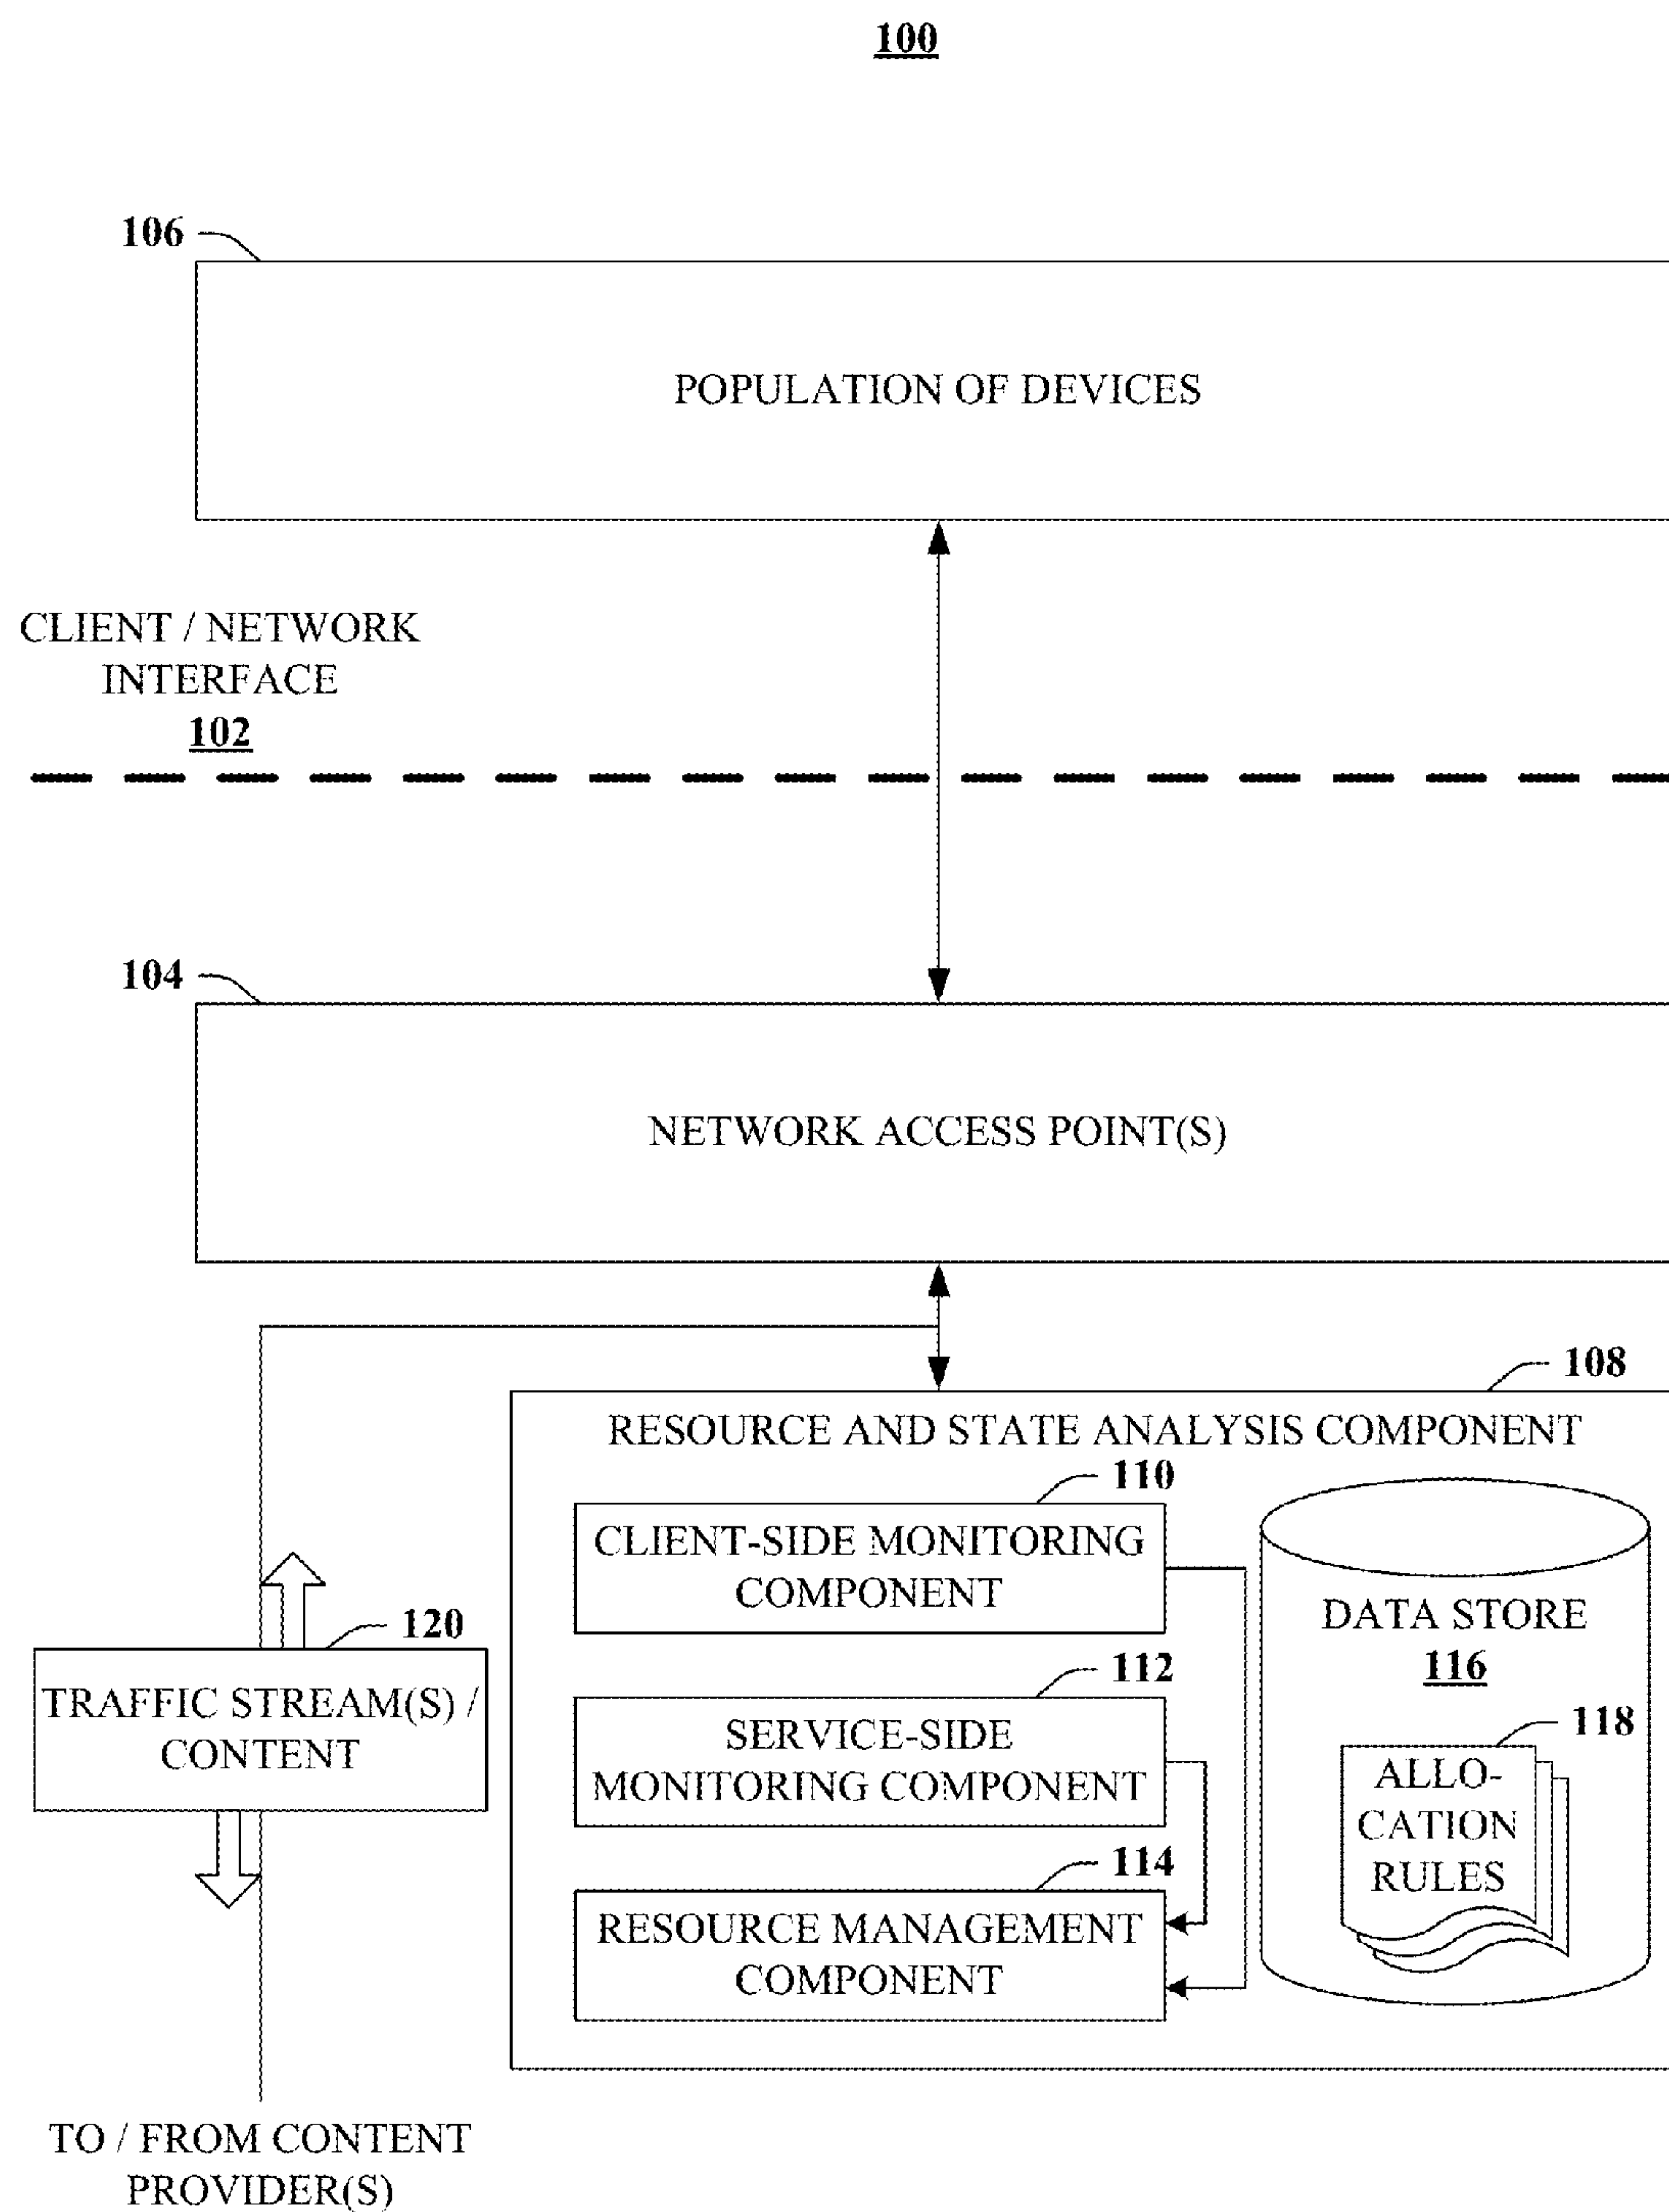 100
106
POPULATION OF DEVICES
CLIENT / NETWORK
INTERFACE
102
104
NETWORK ACCESS POINT(S)
108
RESOURCE AND STATE ANALYSIS COMPONENT
110
CLIENT-SIDE MONITORING
COMPONENT
112
SERVICE-SIDE
MONITORING COMPONENT
114
RESOURCE MANAGEMENT
COMPONENT
DATA STORE
116
118
ALLO-
CATION
RULES
120
TRAFFIC STREAM(S) /
CONTENT
TO / FROM CONTENT
PROVIDER(S)